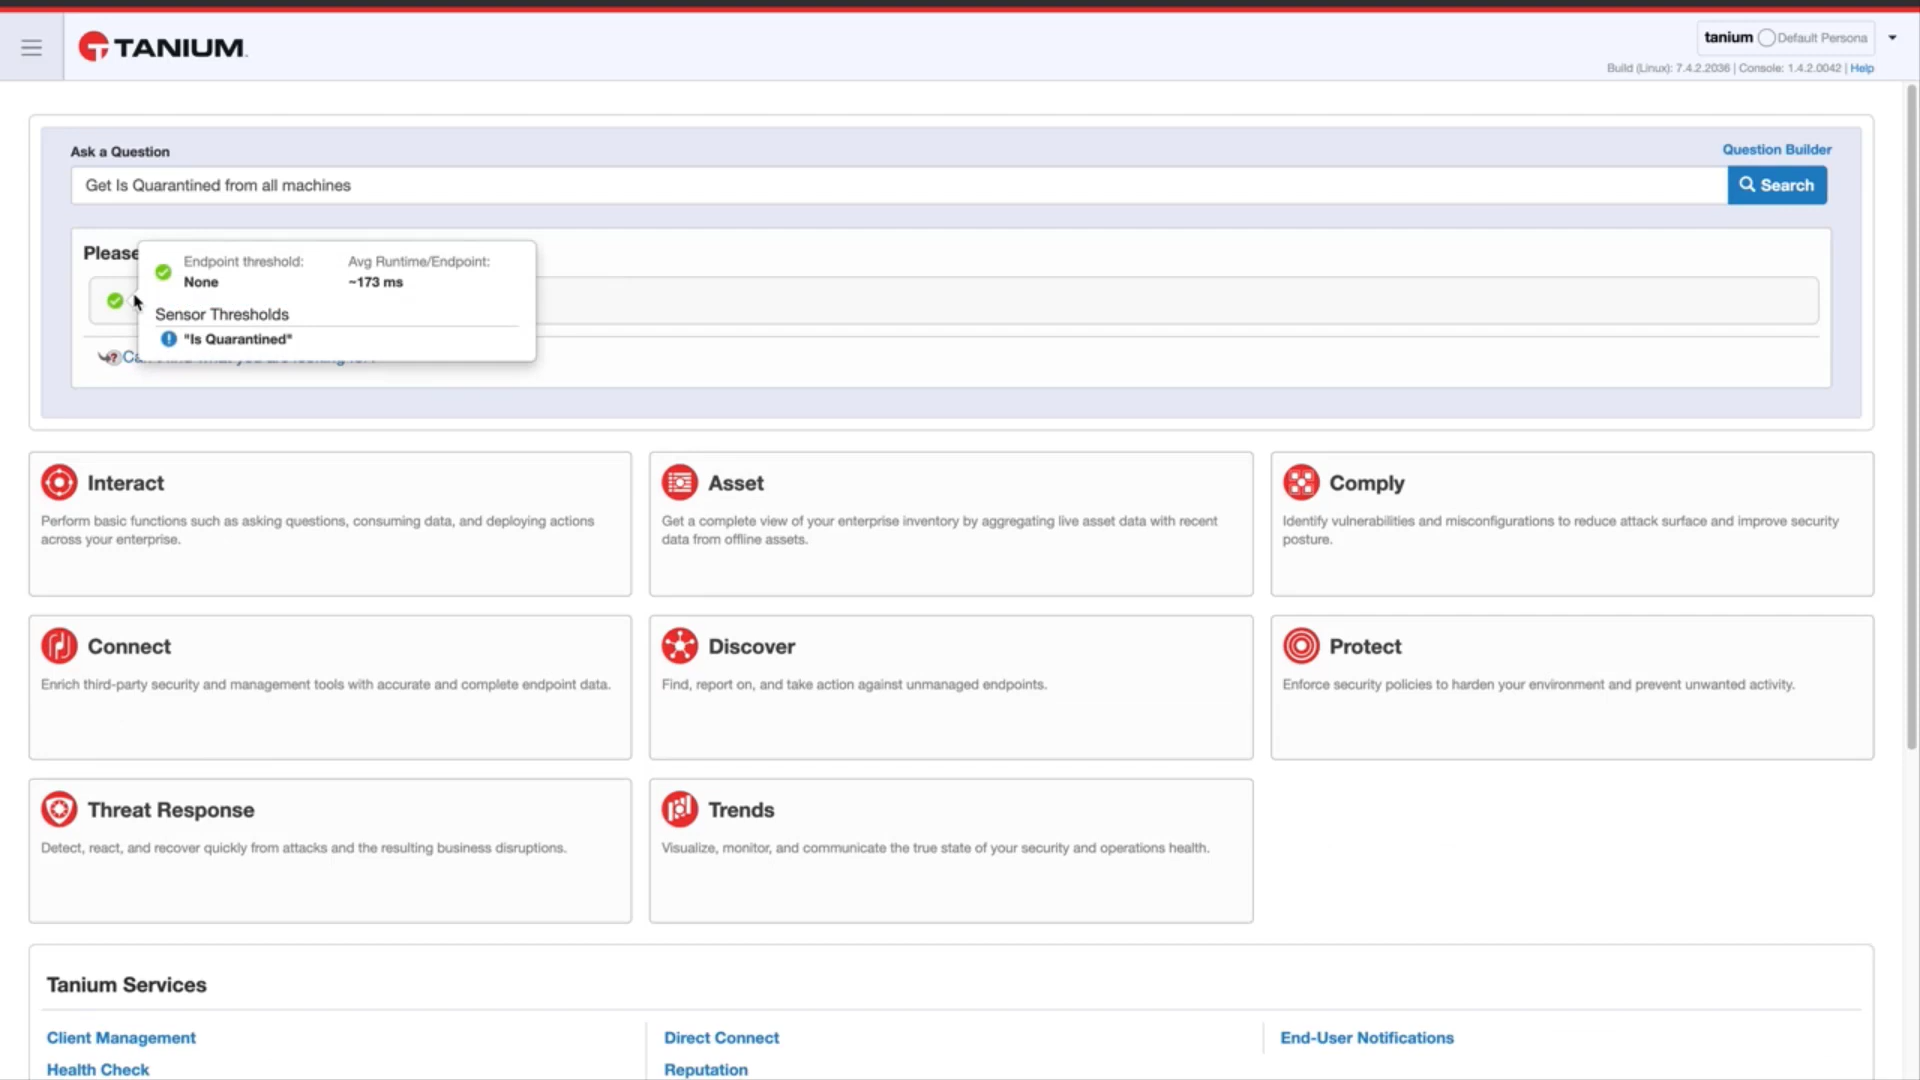 TANIUM
tanium Default Persona
Build (Linux): 7.4.2.2036 | Console: 1.4.2.0042 | Help
Ask a Question
Question Builder
Get Is Quarantined from all machines
Search
Please
Endpoint threshold:
None
Avg Runtime/Endpoint:
~173 ms
Sensor Thresholds
"Is Quarantined"
Interact
Perform basic functions such as asking questions, consuming data, and deploying actions
across your enterprise.
Asset
Get a complete view of your enterprise inventory by aggregating live asset data with recent
data from offline assets.
Comply
Identify vulnerabilities and misconfigurations to reduce attack surface and improve security
posture.
Connect
Enrich third-party security and management tools with accurate and complete endpoint data.
Discover
Find, report on, and take action against unmanaged endpoints.
Protect
Enforce security policies to harden your environment and prevent unwanted activity.
Threat Response
Detect, react, and recover quickly from attacks and the resulting business disruptions.
Trends
Visualize, monitor, and communicate the true state of your security and operations health.
Tanium Services
Client Management
Direct Connect
End-User Notifications
Health Check
Reputation